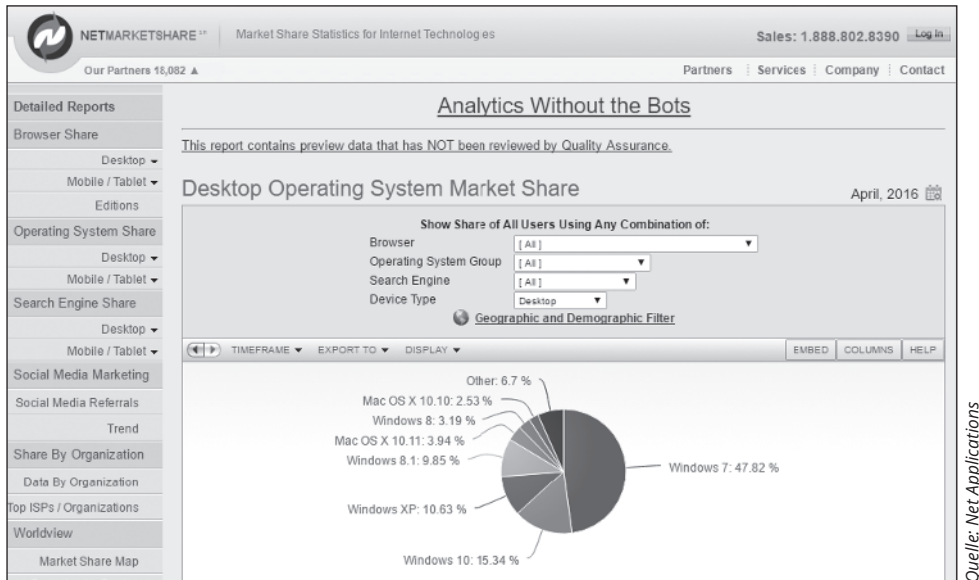 NETMARKETSHARE Market Share Statistics for Internet Technolog es Sales: 1.888.802.8390 Log In
Our Partners 18,082 ▲ Partners Services Company Contact
Detailed Reports
Browser Share
Desktop
Mobile / Tablet
Editions
Operating System Share
Desktop
Mobile / Tablet
Search Engine Share
Desktop
Mobile / Tablet
Social Media Marketing
Social Media Referrals
Trend
Share By Organization
Data By Organization
Top ISPs / Organizations
Worldview
Market Share Map
Analytics Without the Bots
This report contains preview data that has NOT been reviewed by Quality Assurance.
Desktop Operating System Market Share April, 2016
Show Share of All Users Using Any Combination of:
Browser [ All ]
Operating System Group [ All ]
Search Engine [ All ]
Device Type Desktop
Geographic and Demographic Filter
TIMEFRAME EXPORT TO DISPLAY EMBED COLUMNS HELP
Other: 6.7 %
Mac OS X 10.10: 2.53 %
Windows 8: 3.19 %
Mac OS X 10.11: 3.94 %
Windows 8.1: 9.85 %
Windows 7: 47.82 %
Windows XP: 10.63 %
Windows 10: 15.34 %
Quelle: Net Applications